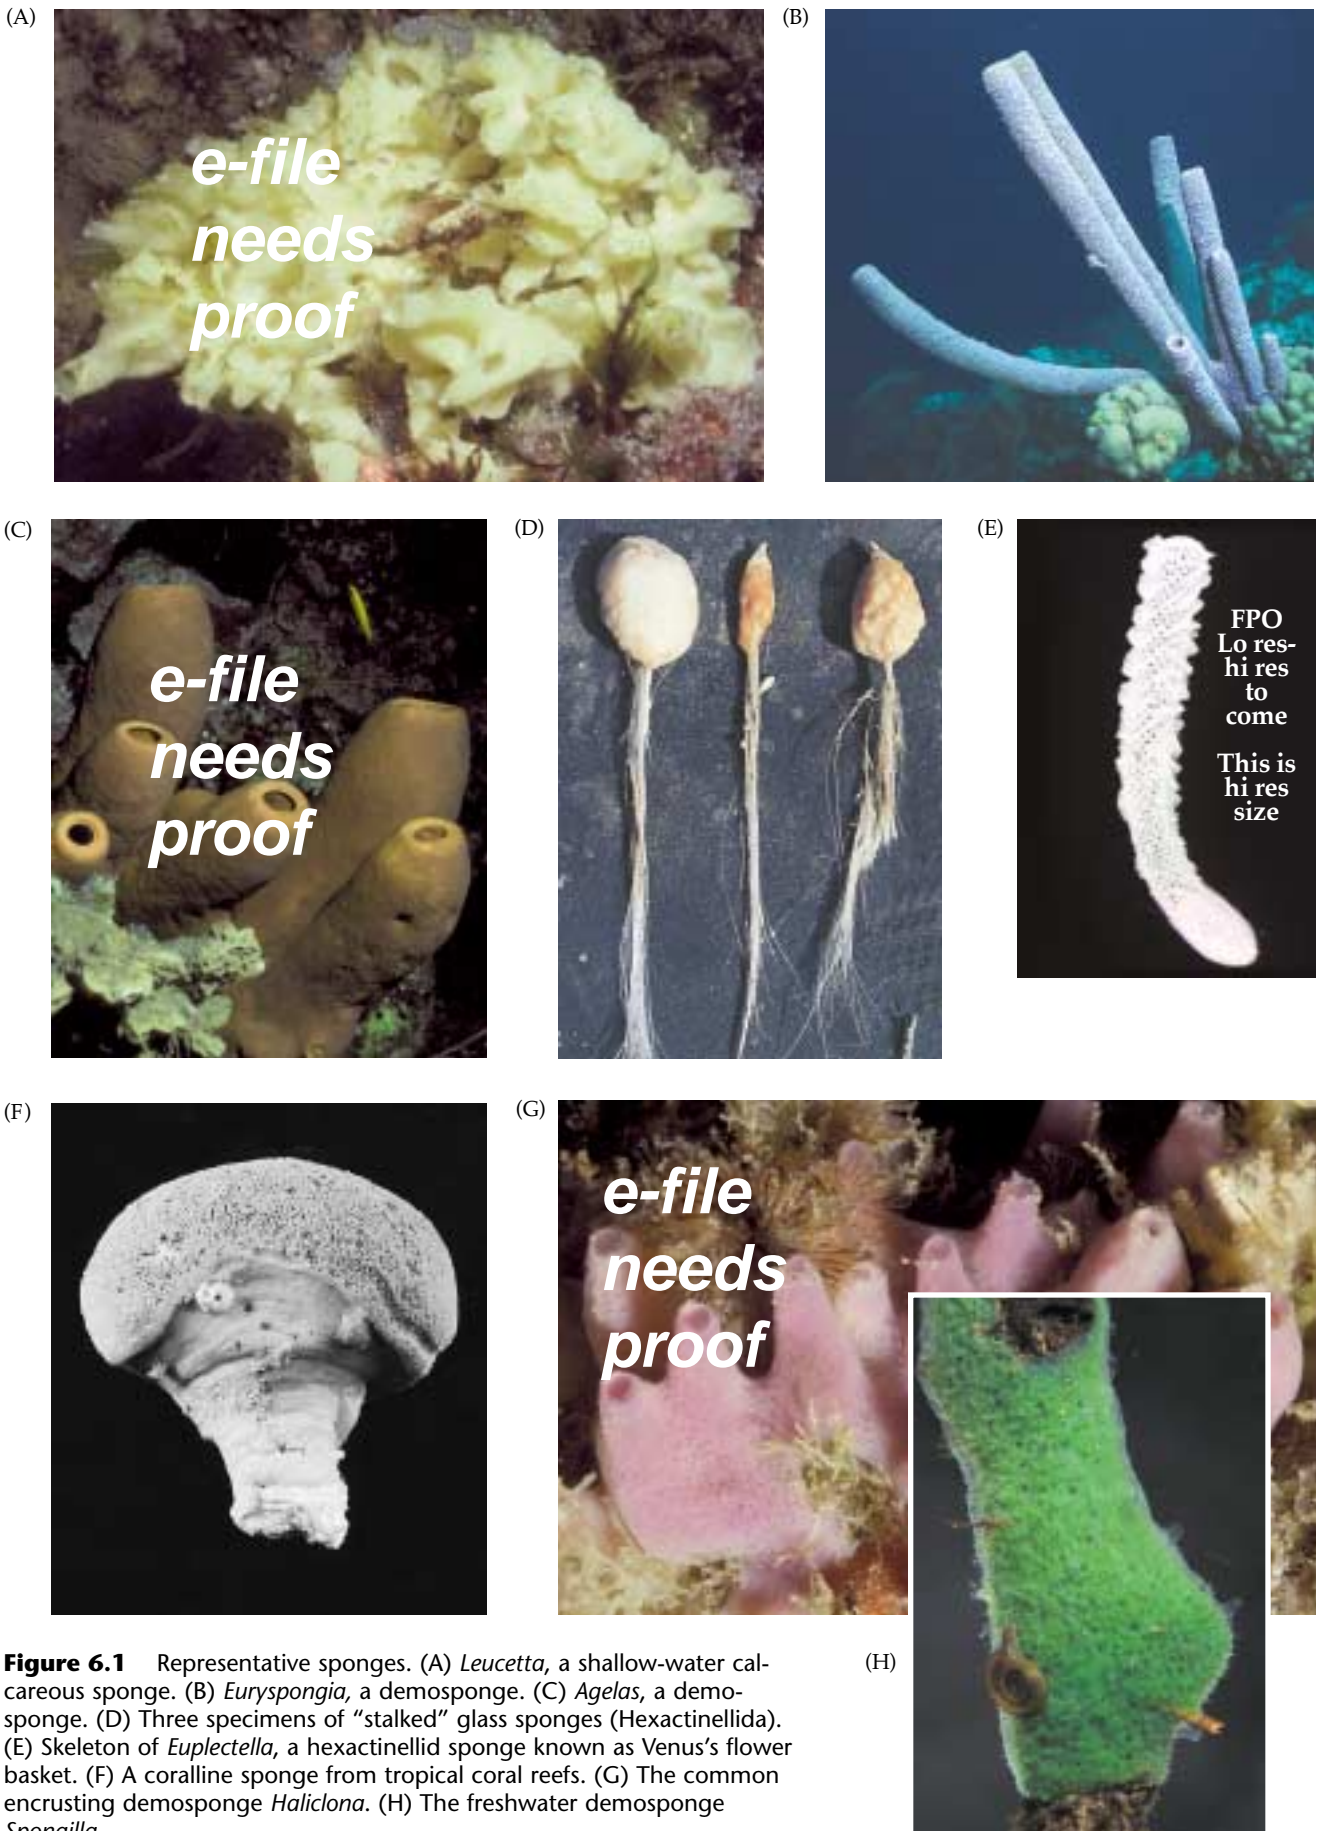 (A)
e-file
needs
proof
(B)
(C)
e-file
needs
proof
(D)
(E)
FPO
Lo res-
hi res
to
come
This is
hi res
size
(F)
(G)
e-file
needs
proof
(H)
Figure 6.1 Representative sponges. (A) Leucetta, a shallow-water cal-
careous sponge. (B) Euryspongia, a demosponge. (C) Agelas, a demo-
sponge. (D) Three specimens of “stalked” glass sponges (Hexactinellida).
(E) Skeleton of Euplectella, a hexactinellid sponge known as Venus’s flower
basket. (F) A coralline sponge from tropical coral reefs. (G) The common
encrusting demosponge Haliclona. (H) The freshwater demosponge
Spongilla.